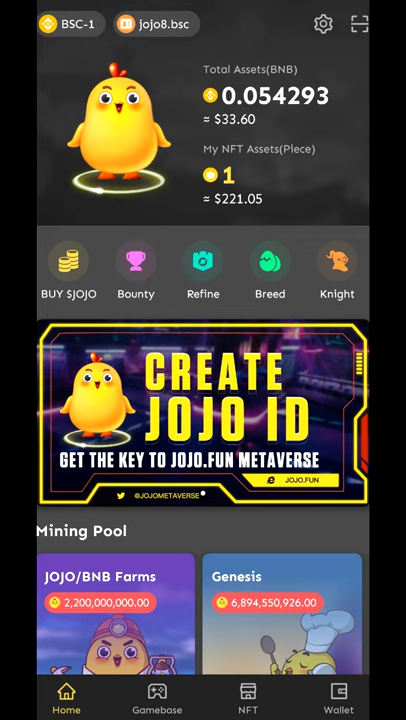 BSC-1
jojo8.bsc
Total Assets(BNB)
0.054293
≈ $33.60
My NFT Assets(Piece)
1
≈ $221.05
BUY $JOJO
Bounty
Refine
Breed
Knight
CREATE
JOJO ID
GET THE KEY TO JOJO.FUN METAVERSE
JOJO.FUN
@JOJOMETAVERSE
Mining Pool
JOJO/BNB Farms
2,200,000,000.00
Genesis
6,894,550,926.00
Home
Gamebase
NFT
Wallet